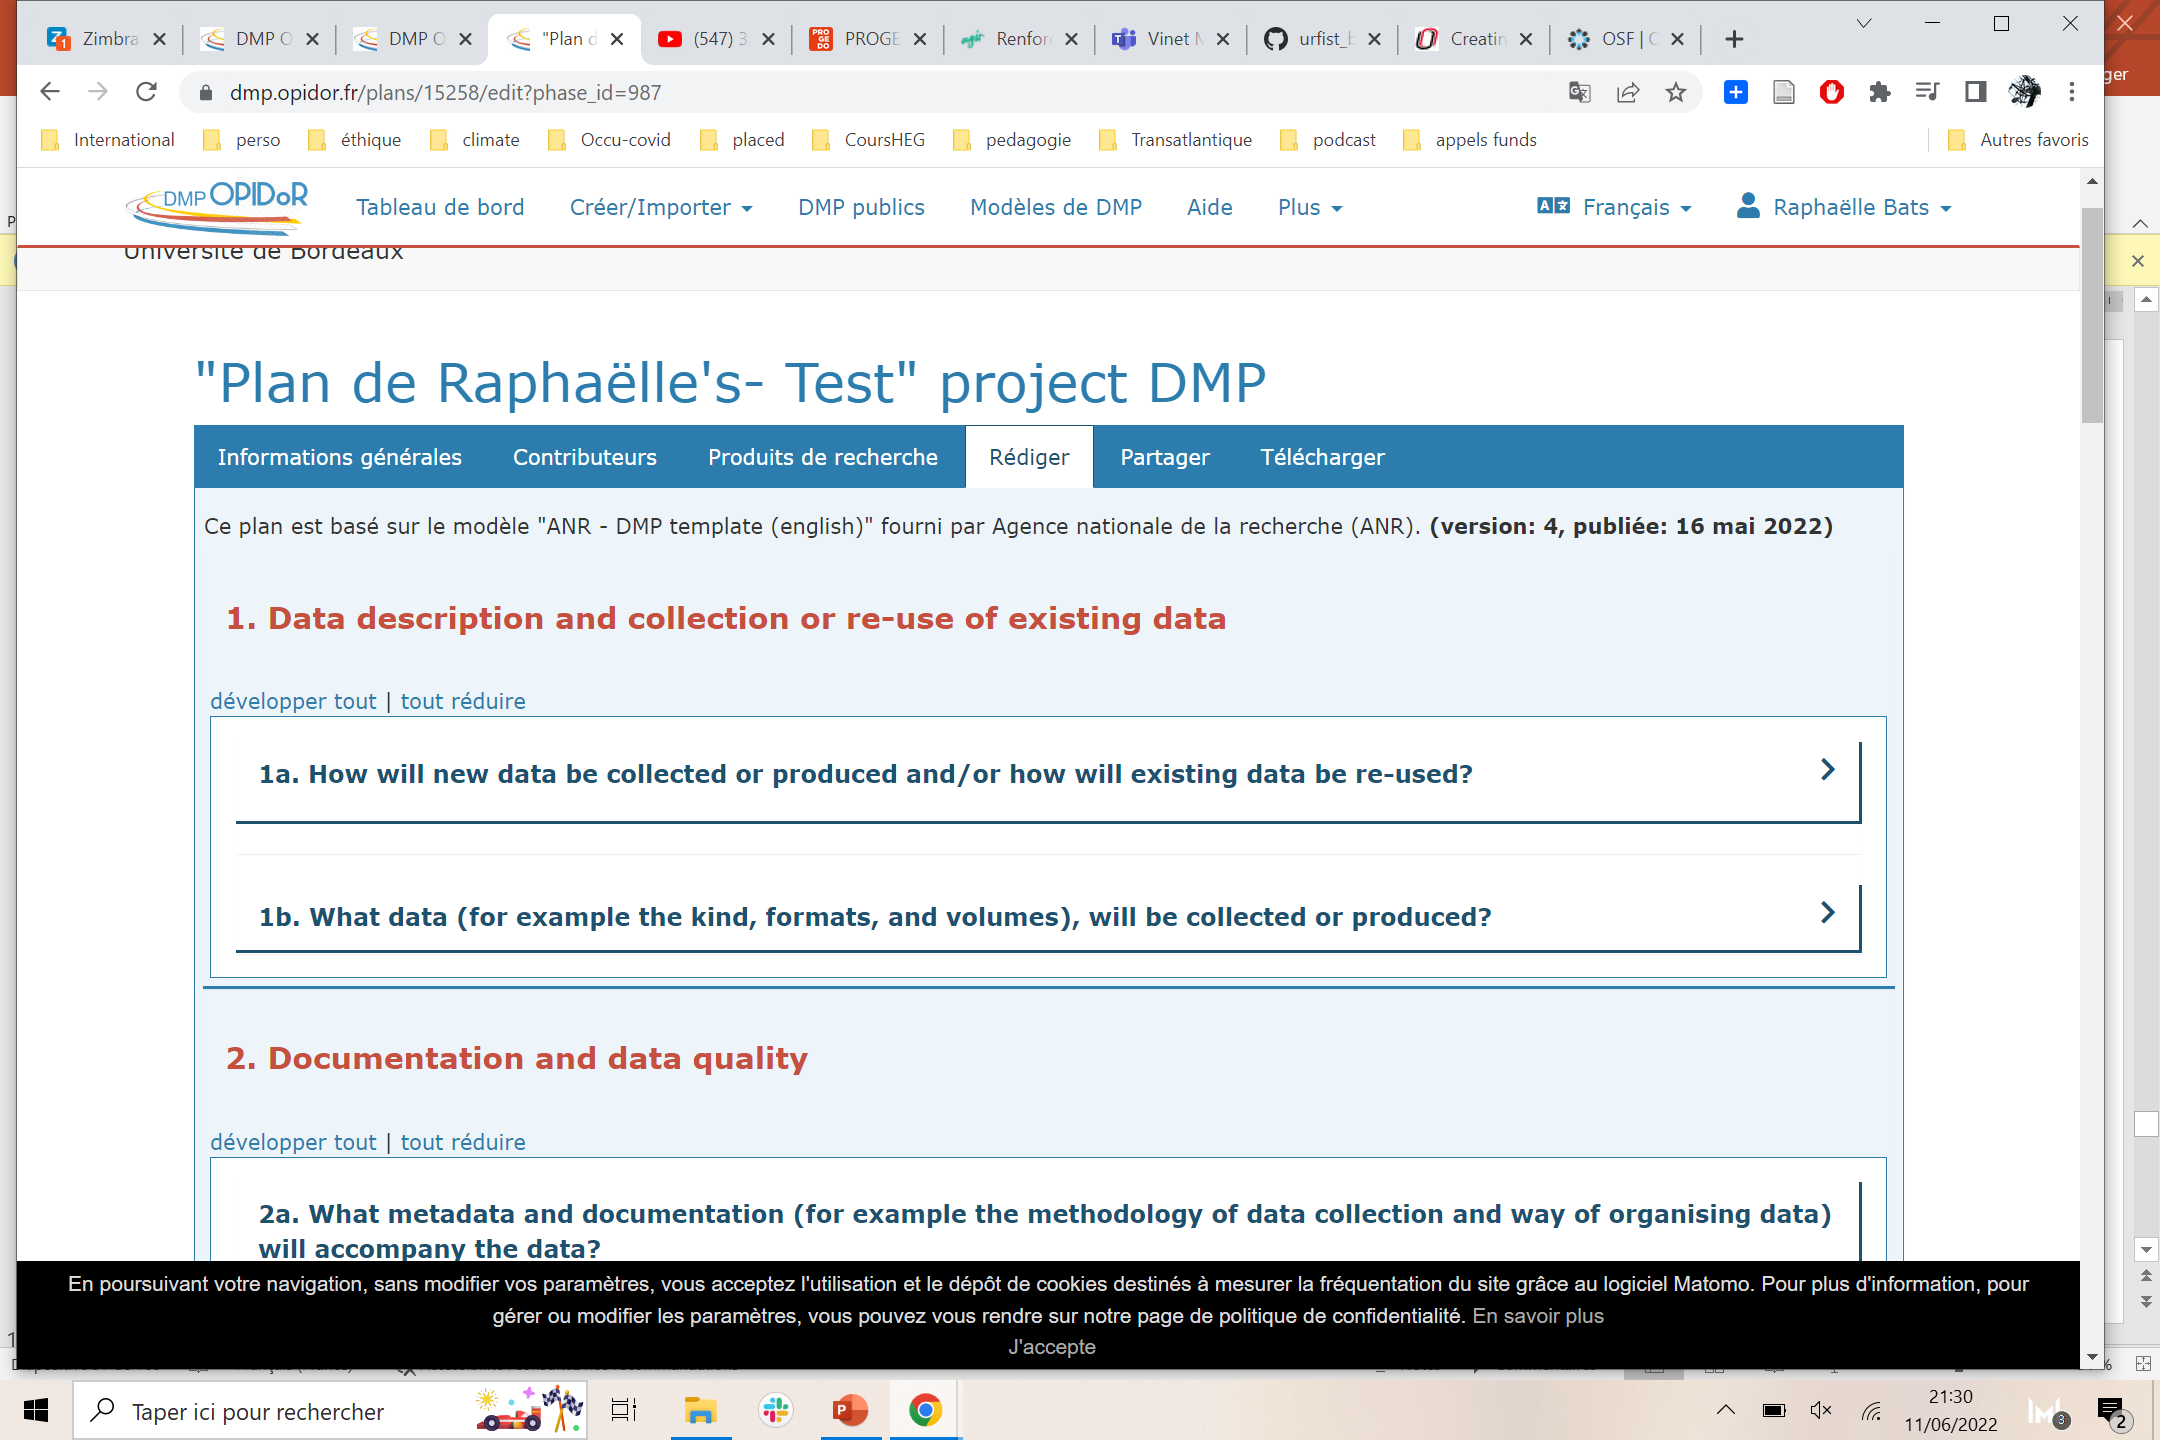 Zimbra
DMP O
DMP O
"Plan d
(547) 3
PROGE
Renfor
Vinet M
urfist_b
Creatin
OSF | C
ger
dmp.opidor.fr/plans/15258/edit?phase_id=987
International
perso
éthique
climate
Occu-covid
placed
CoursHEG
pedagogie
Transatlantique
podcast
appels funds
Autres favoris
DMP OPIDoR
Tableau de bord
Créer/Importer
DMP publics
Modèles de DMP
Aide
Plus
Français
Raphaëlle Bats
Université de Bordeaux
"Plan de Raphaëlle's- Test" project DMP
Informations générales
Contributeurs
Produits de recherche
Rédiger
Partager
Télécharger
Ce plan est basé sur le modèle "ANR - DMP template (english)" fourni par Agence nationale de la recherche (ANR). (version: 4, publiée: 16 mai 2022)
1. Data description and collection or re-use of existing data
développer tout | tout réduire
1a. How will new data be collected or produced and/or how will existing data be re-used?
1b. What data (for example the kind, formats, and volumes), will be collected or produced?
2. Documentation and data quality
développer tout | tout réduire
2a. What metadata and documentation (for example the methodology of data collection and way of organising data)
will accompany the data?
En poursuivant votre navigation, sans modifier vos paramètres, vous acceptez l'utilisation et le dépôt de cookies destinés à mesurer la fréquentation du site grâce au logiciel Matomo. Pour plus d'information, pour
gérer ou modifier les paramètres, vous pouvez vous rendre sur notre page de politique de confidentialité. En savoir plus
J'accepte
Taper ici pour rechercher
21:30
11/06/2022
3
2